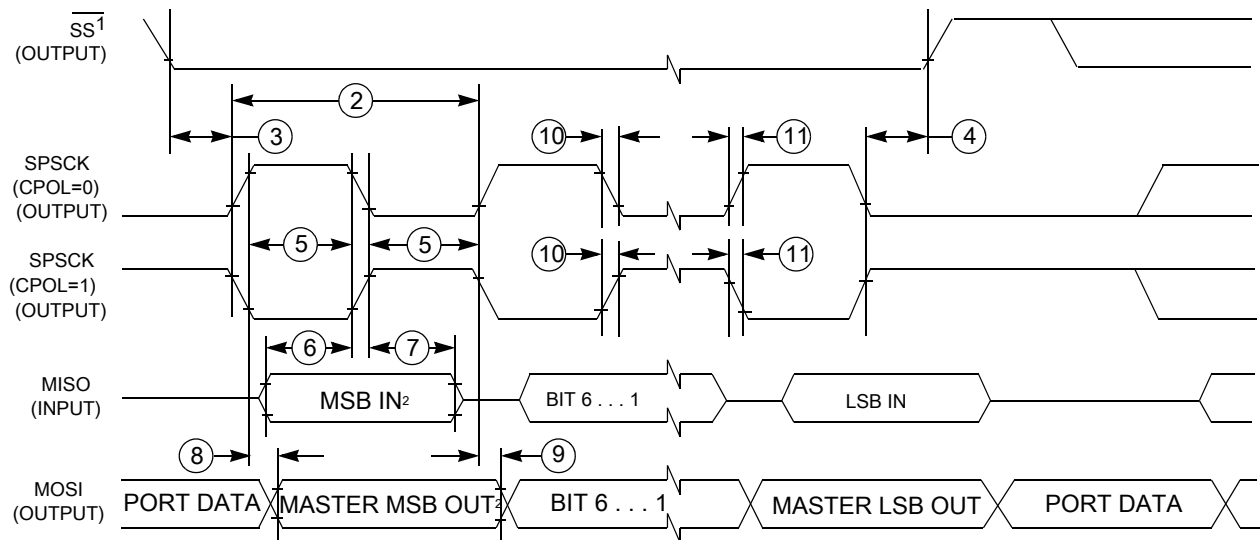 SS1
(OUTPUT)
2
3
10
11
4
SPSCK
(CPOL=0)
(OUTPUT)
5
5
SPSCK
(CPOL=1)
(OUTPUT)
10
11
6
7
MISO
(INPUT)
MSB IN2
BIT 6 . . . 1
LSB IN
8
9
MOSI
(OUTPUT)
PORT DATA
MASTER MSB OUT2
BIT 6 . . . 1
MASTER LSB OUT
PORT DATA